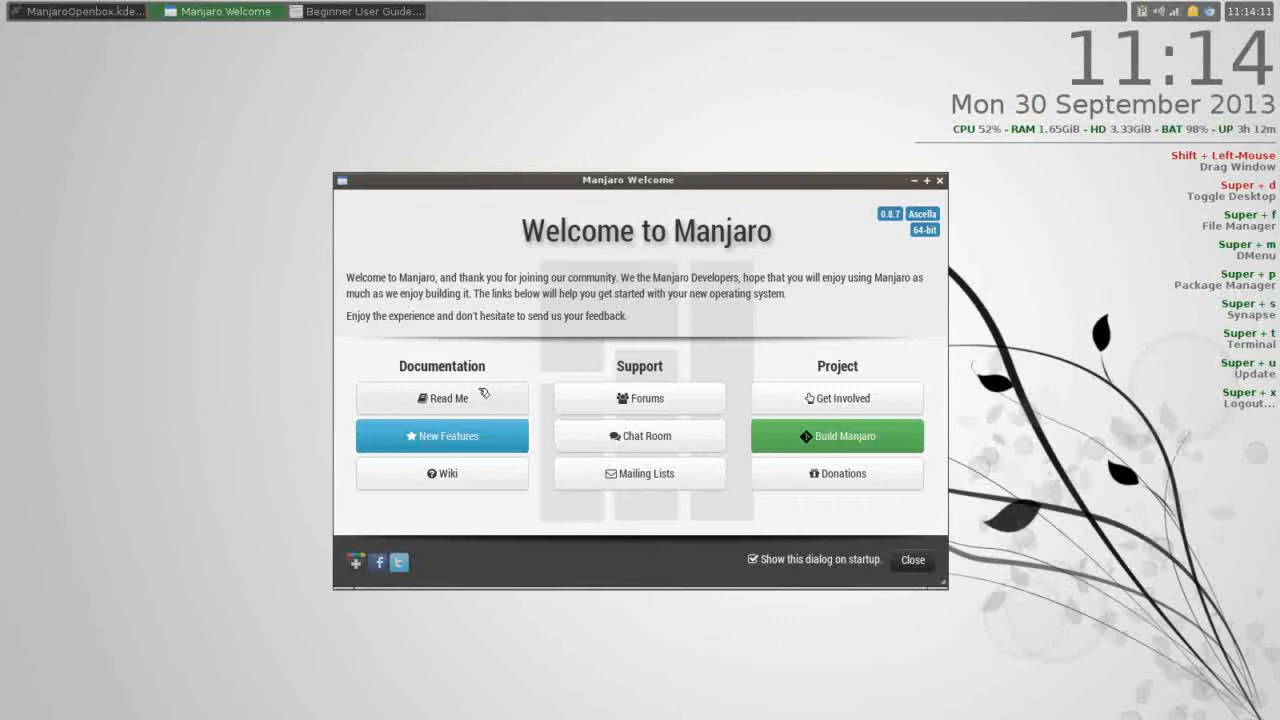 ManjaroOpenbox.kde...
Manjaro Welcome
Beginner User Guide....
11:14:11
11:14
Mon 30 September 2013
CPU 52% - RAM 1.65GiB - HD 3.33GiB - BAT 98% - UP 3h 12m
Shift + Left-Mouse
Drag Window
Super + d
Toggle Desktop
Super + f
File Manager
Super + m
DMenu
Super + p
Package Manager
Super + s
Synapse
Super + t
Terminal
Super + u
Update
Super + x
Logout...
Manjaro Welcome
0.8.7 Ascella
64-bit
Welcome to Manjaro
Welcome to Manjaro, and thank you for joining our community. We the Manjaro Developers, hope that you will enjoy using Manjaro as
much as we enjoy building it. The links below will help you get started with your new operating system.
Enjoy the experience and don't hesitate to send us your feedback.
Documentation
Read Me
New Features
Wiki
Support
Forums
Chat Room
Mailing Lists
Project
Get Involved
Build Manjaro
Donations
Show this dialog on startup.
Close